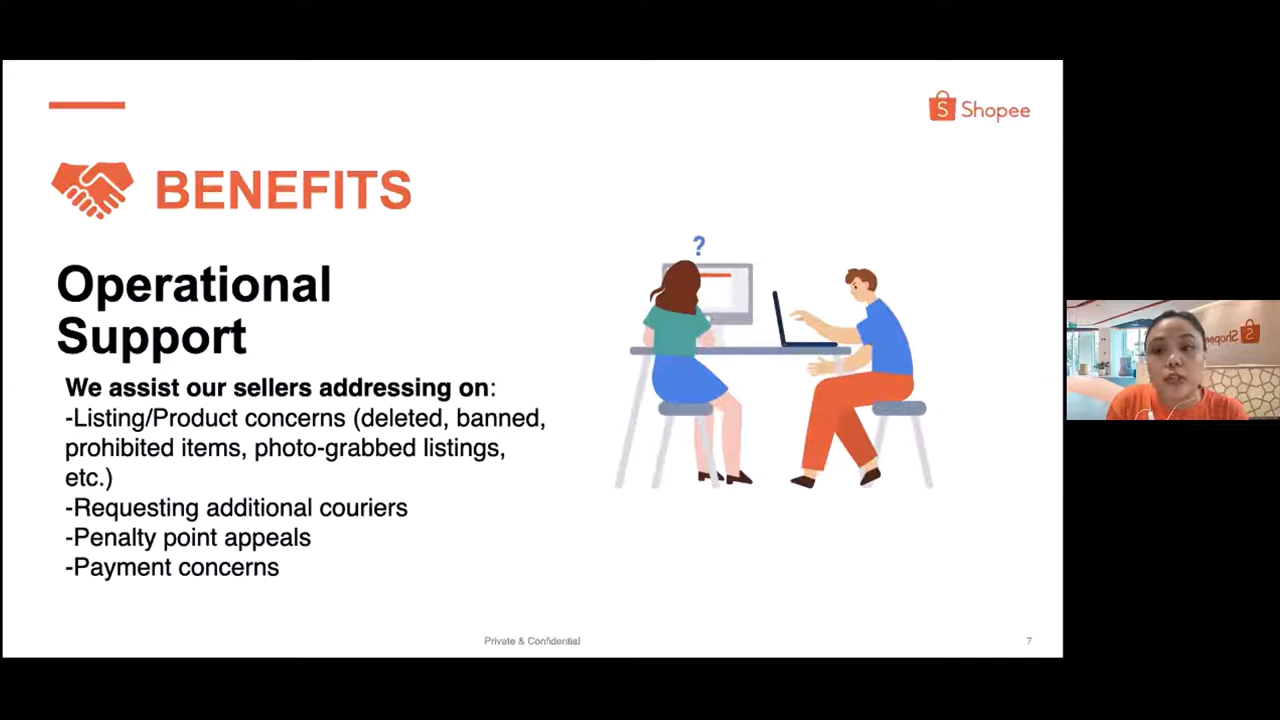 Shopee
BENEFITS
?
Operational
Support
We assist our sellers addressing on:
-Listing/Product concerns (deleted, banned,
prohibited items, photo-grabbed listings,
etc.)
-Requesting additional couriers
-Penalty point appeals
-Payment concerns
Private & Confidential
7
Shopee